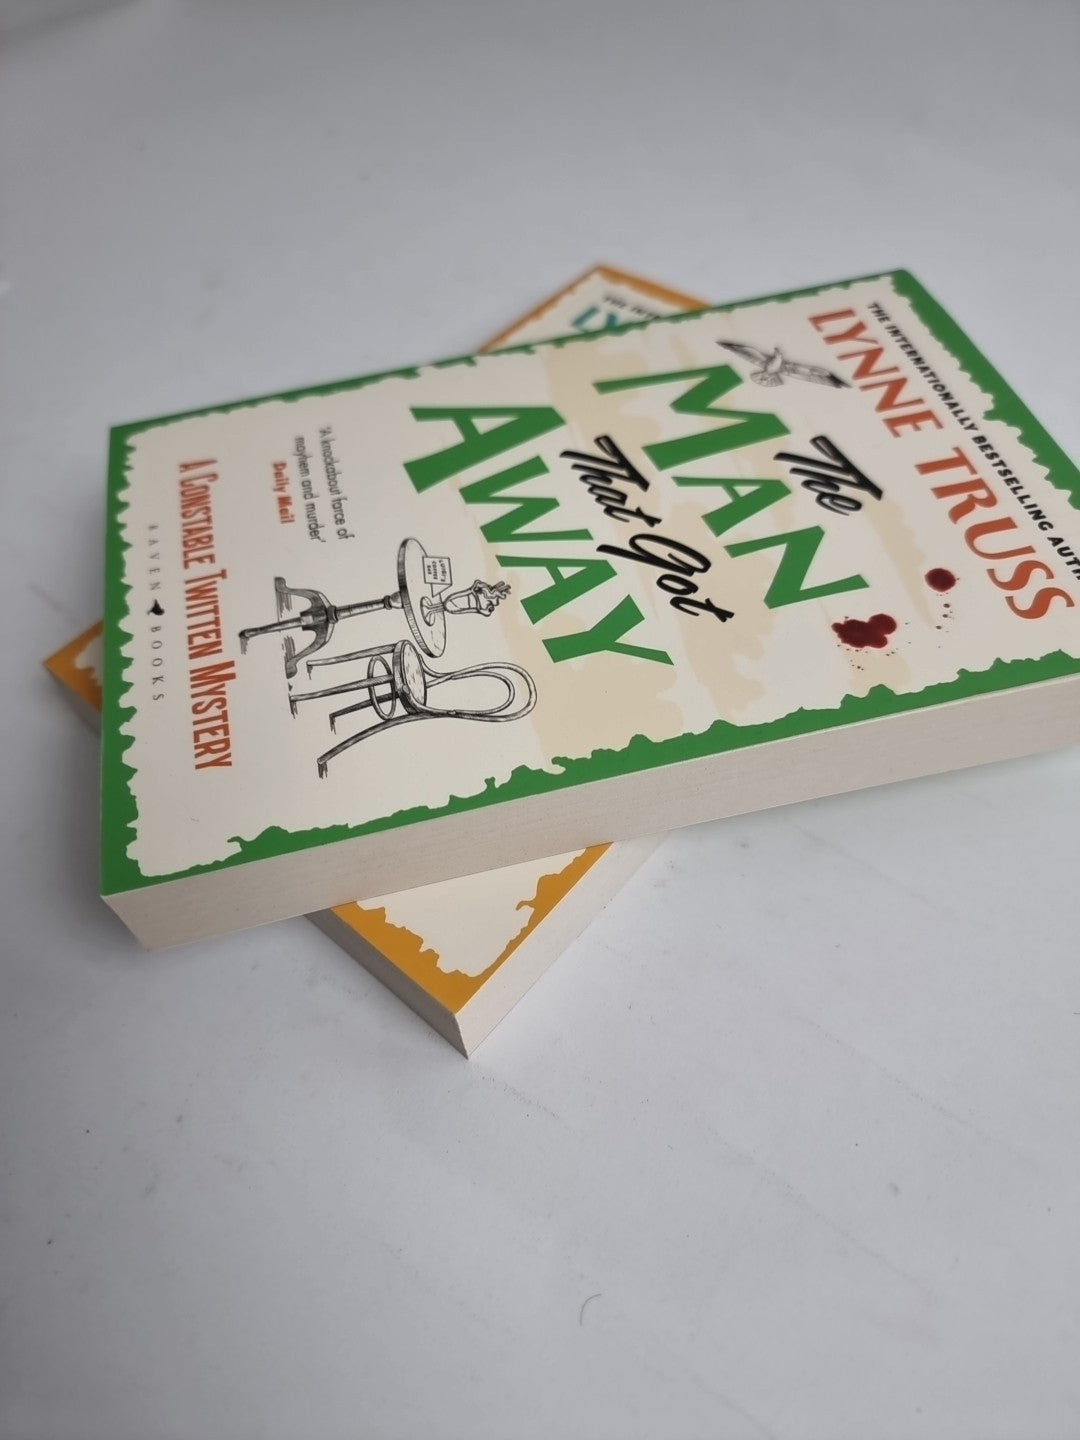 THE INTERNATIONALLY BESTSELLING AUTH
LYNNE TRUSS
The
MAN
That Got
AWAY
'A knockabout farce of
mayhem and murder'
Daily Mail
A CONSTABLE TWITTEN MYSTERY
RAVEN BOOKS
LY